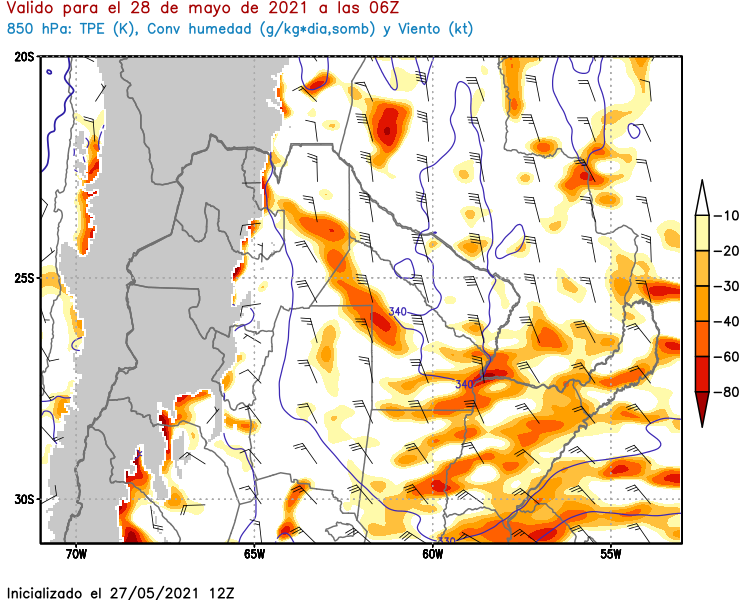 Valido para el 28 de mayo de 2021 a las 06Z
850 hPa: TPE (K), Conv humedad (g/kg*dia,somb) y Viento (kt)
20S
25S
30S
70W
65W
60W
55W
340
340
330
-10
-20
-30
-40
-60
-80
Inicializado el 27/05/2021 12Z